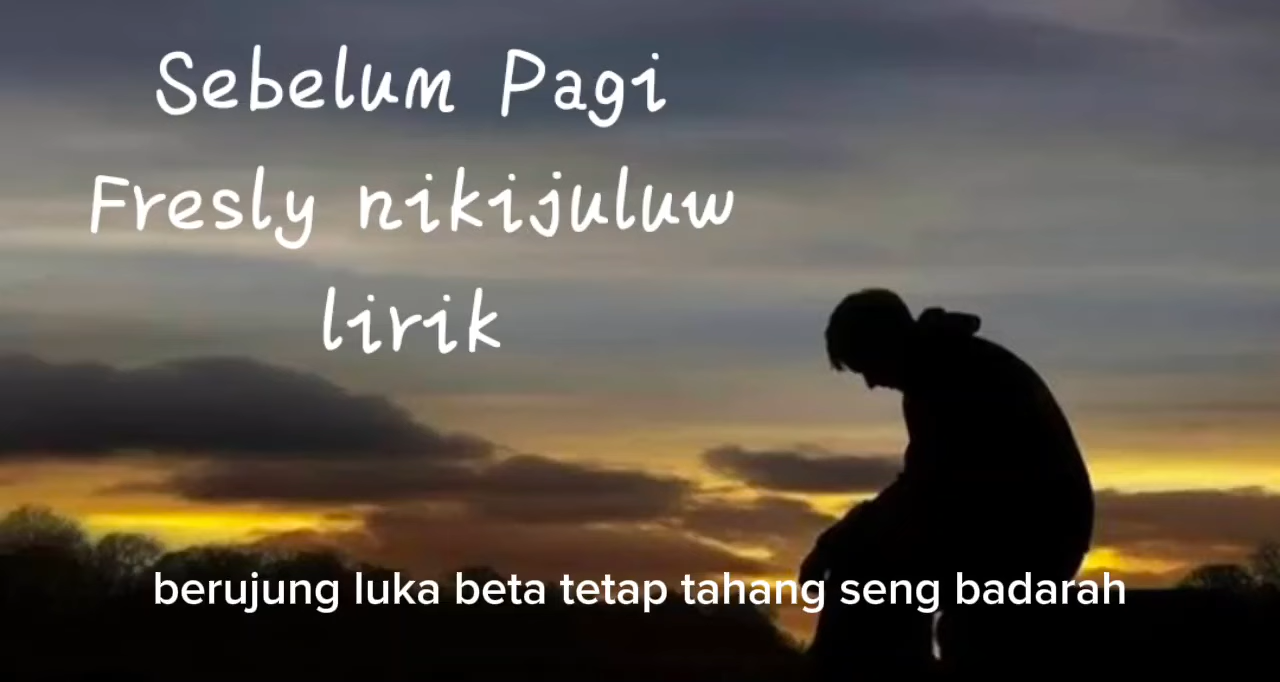 Sebelum Pagi
Fresly nikijuluw
lirik
berujung luka beta tetap tahang seng badarah